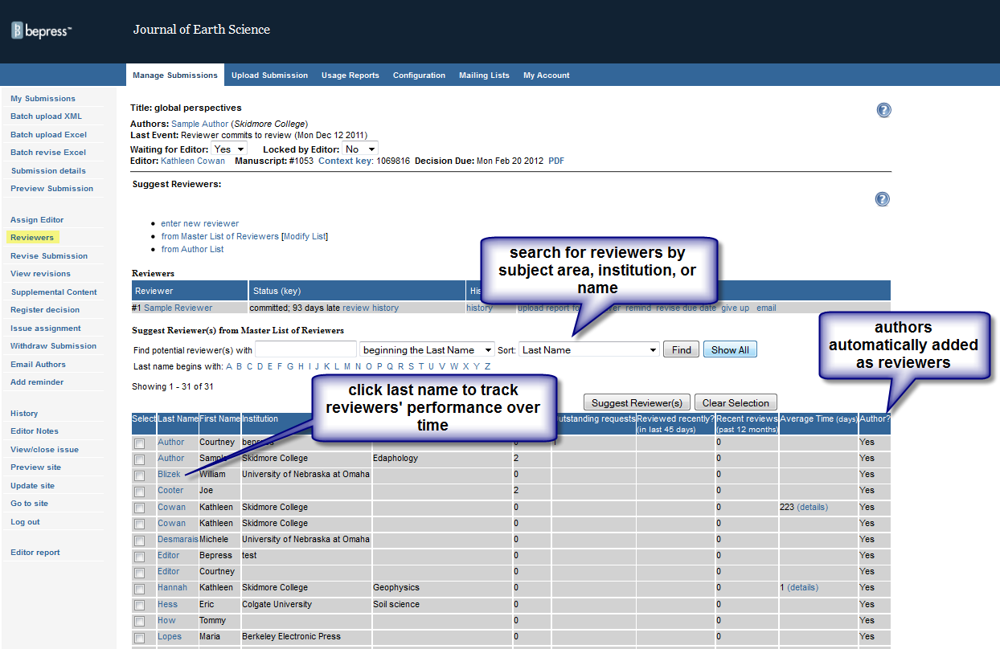 bepress™
Journal of Earth Science
Manage Submissions Upload Submission Usage Reports Configuration Mailing Lists My Account
My Submissions
Batch upload XML
Batch upload Excel
Batch revise Excel
Submission details
Preview Submission
Assign Editor
Reviewers
Revise Submission
View revisions
Supplemental Content
Register decision
Issue assignment
Withdraw Submission
Email Authors
Add reminder
History
Editor Notes
View/close issue
Preview site
Update site
Go to site
Log out
Editor report
Title: global perspectives
?
Authors: Sample Author (Skidmore College)
Last Event: Reviewer commits to review (Mon Dec 12 2011)
Waiting for Editor: Yes Locked by Editor: No
Editor: Kathleen Cowan Manuscript: #1053 Context key: 1069816 Decision Due: Mon Feb 20 2012 PDF
Suggest Reviewers:
?
• enter new reviewer
• from Master List of Reviewers [Modify List]
• from Author List
search for reviewers by
subject area, institution, or
name
Reviewers
Reviewer Status (key)
#1 Sample Reviewer committed; 93 days late review history history upload report remind revise due date give up email
authors
automatically added
as reviewers
Suggest Reviewer(s) from Master List of Reviewers
Find potential reviewer(s) with beginning the Last Name Sort: Last Name Find Show All
Last name begins with: A B C D E F G H I J K L M N O P Q R S T U V W X Y Z
Showing 1 - 31 of 31
click last name to track
reviewers' performance over
time
Suggest Reviewer(s) Clear Selection
Select Last Name First Name Institution requests Reviewed recently? Recent reviews Average Time (days) Author?
(in last 45 days) (past 12 months)
Author Courtney bepress 0 0 Yes
Author Sample Skidmore College Edaphology 2 0 Yes
Blizek William University of Nebraska at Omaha 0 0 Yes
Cooter Joe 2 0 Yes
Cowan Kathleen Skidmore College 0 0 223 (details) Yes
Cowan Kathleen Skidmore College 0 0 Yes
Desmarais Michele University of Nebraska at Omaha 0 0 Yes
Editor Bepress test 0 0 Yes
Editor Courtney 0 0 Yes
Hannah Kathleen Skidmore College Geophysics 0 0 1 (details) Yes
Hess Eric Colgate University Soil science 0 0 Yes
How Tommy 0 0 Yes
Lopes Maria Berkeley Electronic Press 0 0 Yes